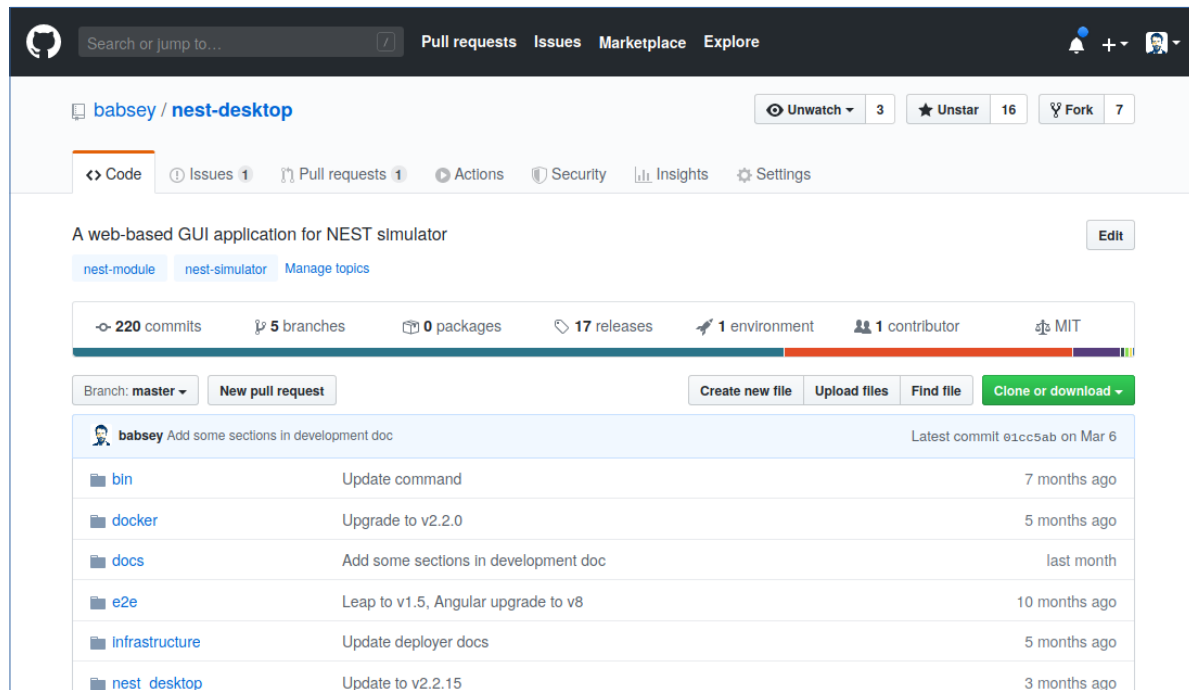 Search or jump to... / Pull requests Issues Marketplace Explore
babsey / nest-desktop Unwatch 3 Unstar 16 Fork 7
Code Issues 1 Pull requests 1 Actions Security Insights Settings
A web-based GUI application for NEST simulator Edit
nest-module nest-simulator Manage topics
220 commits 5 branches 0 packages 17 releases 1 environment 1 contributor MIT
Branch: master New pull request Create new file Upload files Find file Clone or download
babsey Add some sections in development doc Latest commit 01cc5ab on Mar 6
bin Update command 7 months ago
docker Upgrade to v2.2.0 5 months ago
docs Add some sections in development doc last month
e2e Leap to v1.5, Angular upgrade to v8 10 months ago
infrastructure Update deployer docs 5 months ago
nest_desktop Update to v2.2.15 3 months ago